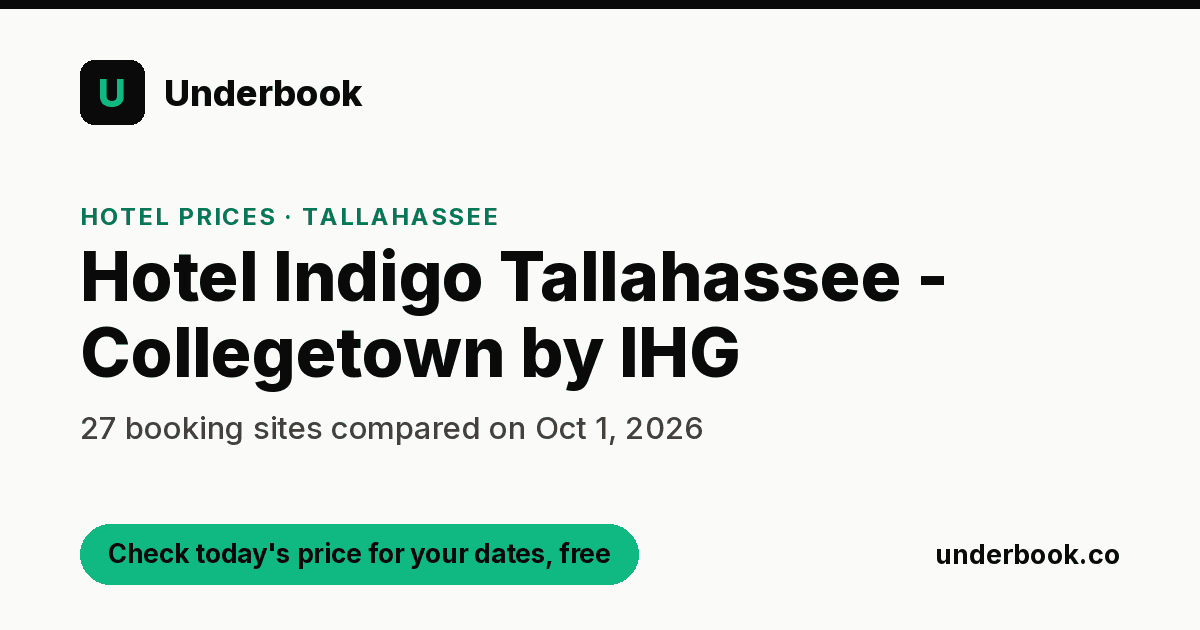 U Underbook
HOTEL PRICES · TALLAHASSEE
Hotel Indigo Tallahassee -
Collegetown by IHG
27 booking sites compared on Oct 1, 2026
Check today's price for your dates, free
underbook.co